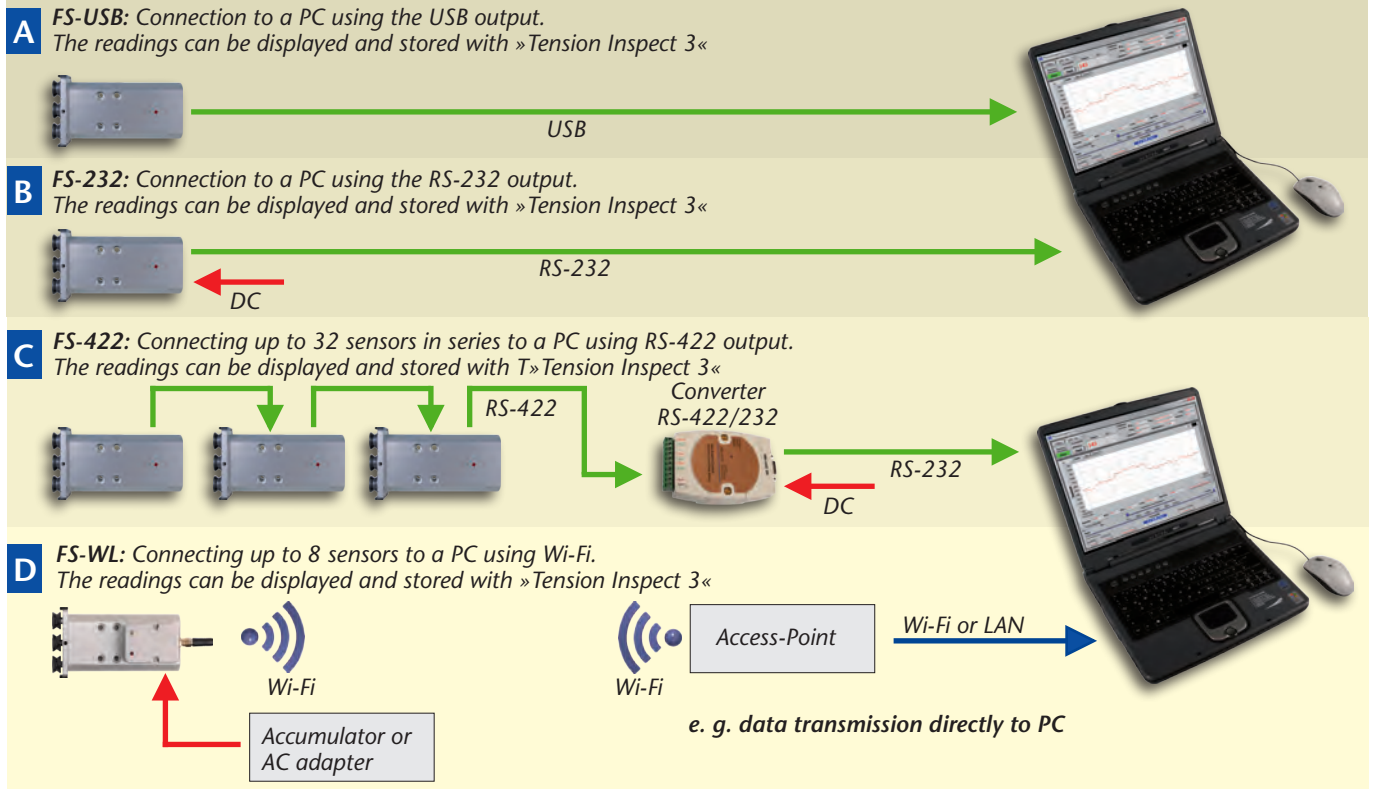 A
FS-USB: Connection to a PC using the USB output.
The readings can be displayed and stored with »Tension Inspect 3«
USB
B
FS-232: Connection to a PC using the RS-232 output.
The readings can be displayed and stored with »Tension Inspect 3«
RS-232
DC
C
FS-422: Connecting up to 32 sensors in series to a PC using RS-422 output.
The readings can be displayed and stored with T»Tension Inspect 3«
RS-422
Converter
RS-422/232
RS-232
DC
D
FS-WL: Connecting up to 8 sensors to a PC using Wi-Fi.
The readings can be displayed and stored with »Tension Inspect 3«
Wi-Fi
Wi-Fi
Access-Point
Wi-Fi or LAN
Accumulator or
AC adapter
e. g. data transmission directly to PC